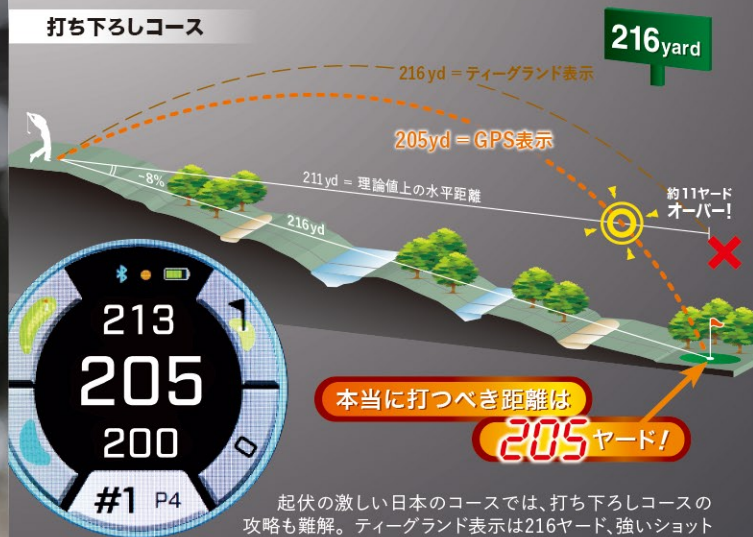 打ち下ろしコース
216yard
216yd＝ティーグランド表示
205yd＝GPS表示
-8%
211yd＝理論値上の水平距離
約11ヤード
オーバー！
216yd
213
205
200
#1 P4
本当に打つべき距離は
205ヤード！
起伏の激しい日本のコースでは、打ち下ろしコースの
攻略も難解。ティーグランド表示は216ヤード、強いショット